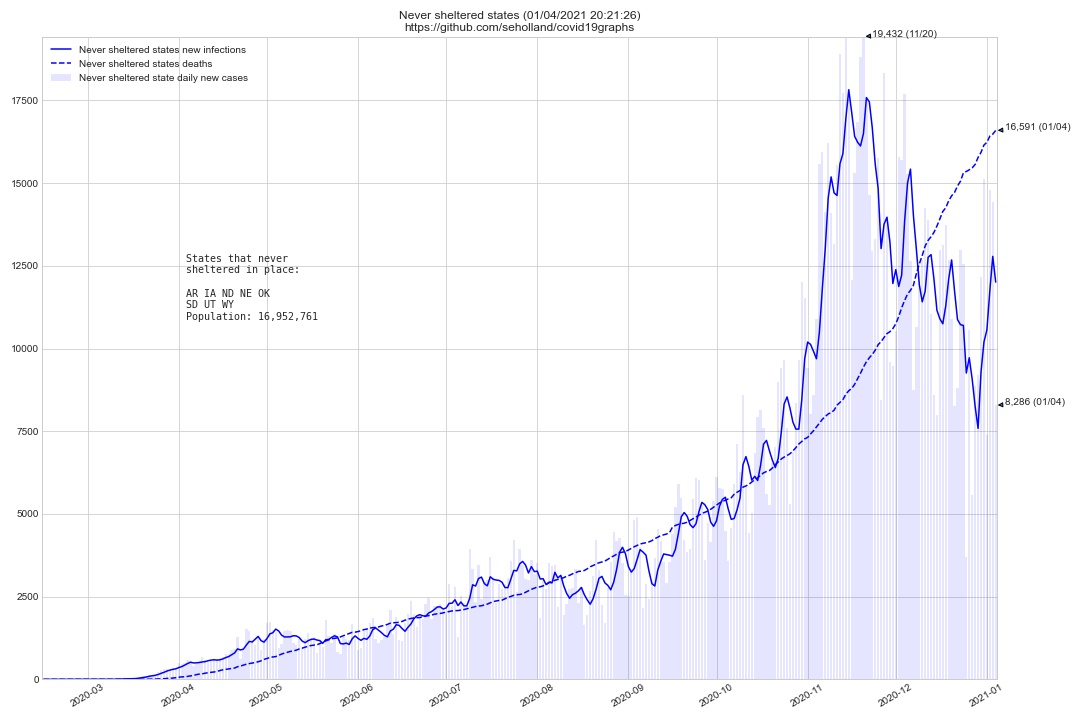 Never sheltered states (01/04/2021 20:21:26)
https://github.com/seholland/covid19graphs
19,432 (11/20)
Never sheltered states new infections
Never sheltered states deaths
Never sheltered state daily new cases
17500
16,591 (01/04)
15000
States that never
sheltered in place:
12500
AR IA ND NE OK
SD UT WY
Population: 16,952,761
10000
8,286 (01/04)
7500
5000
2500
0
2020-03
2020-04
2020-05
2020-06
2020-07
2020-08
2020-09
2020-10
2020-11
2020-12
2021-01